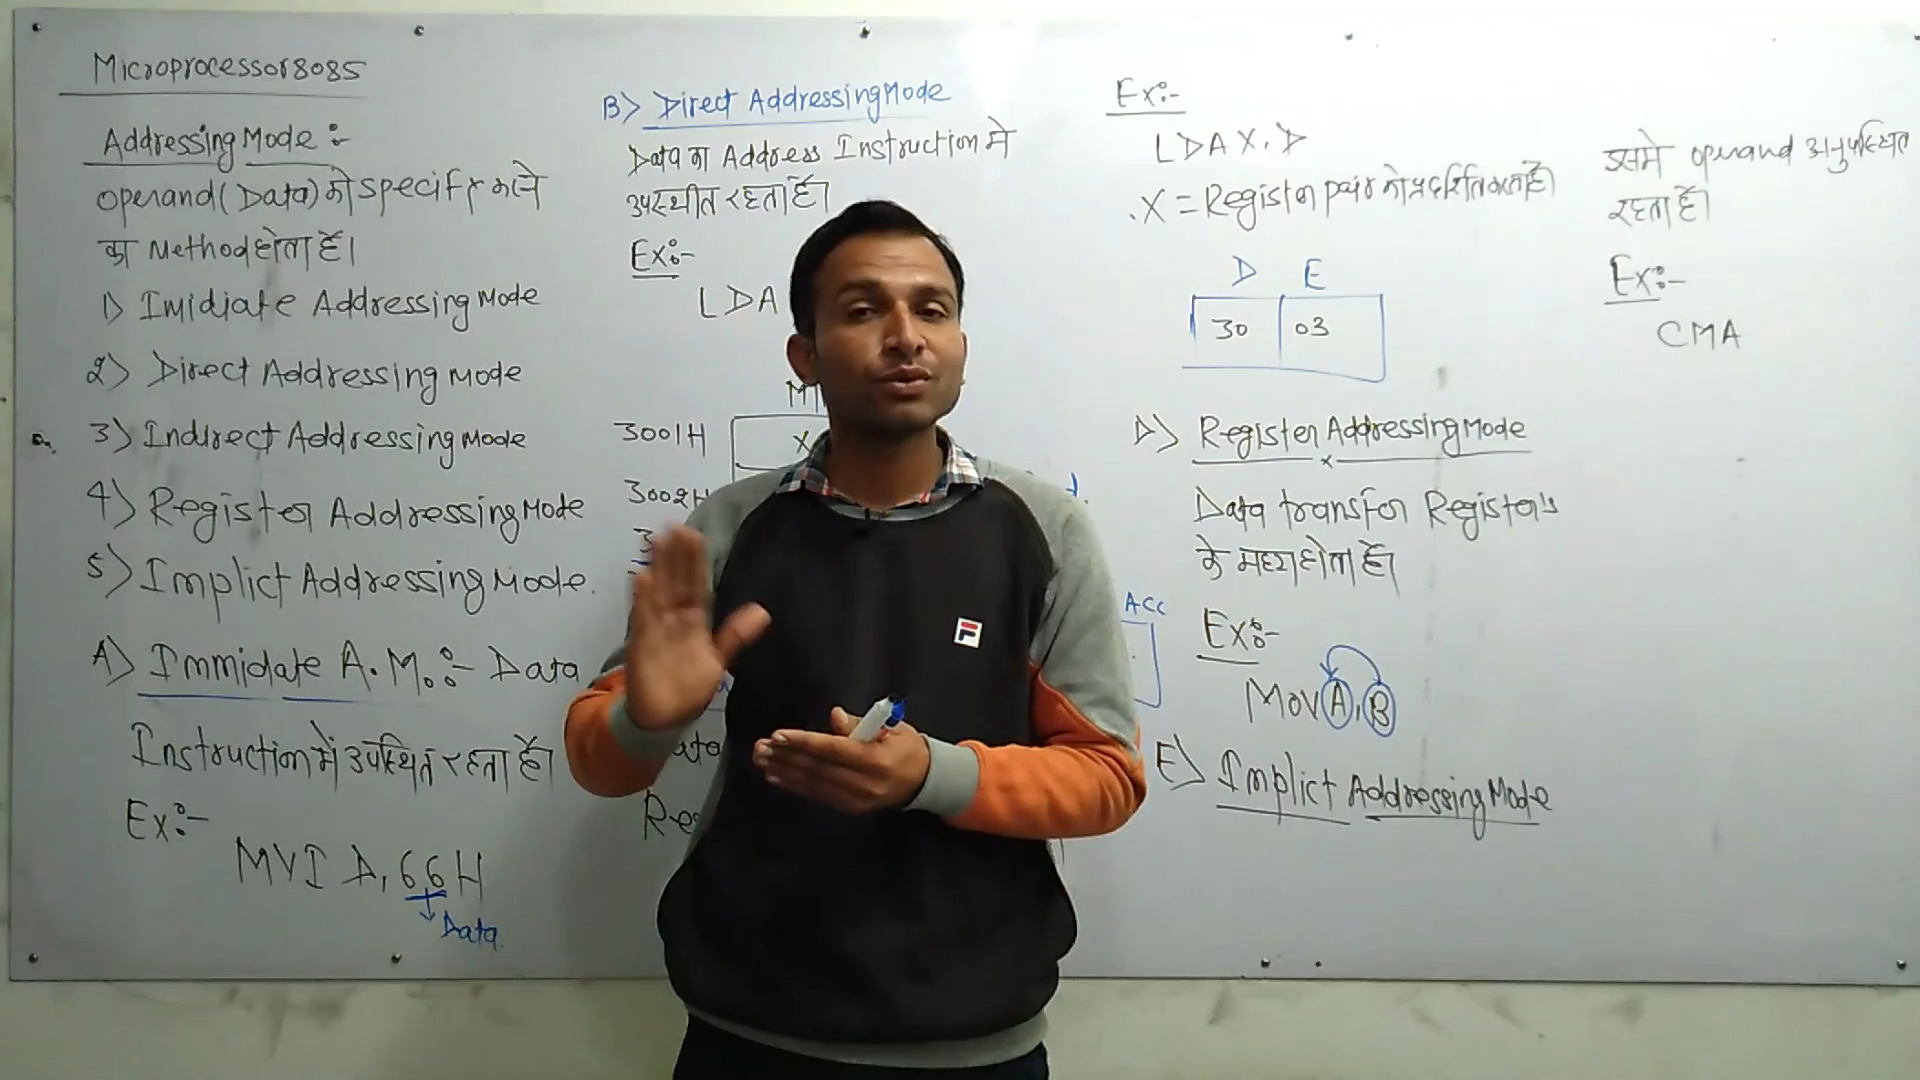 Microprocessor 8085
Addressing Mode :-
Operand (Data) को specify करने
का Method होता हैं।
1) Imidiate Addressing Mode
2) Direct Addressing Mode
3) Indirect Addressing Mode
4) Register Addressing Mode
5) Implict Addressing Mode.
A) Immidate A.M. :- Data
Instruction में उपस्थित रहता हैं।
Ex:-
MVI A, 66H
Data
B) Direct Addressing Mode
Data का Address Instruction मे
उपस्थीत रहता हैं।
Ex:-
LDA
3001H X
3002H
ACC
Ex:-
LDAX, D
X = Register pair को प्रदर्शित करता हैं।
D E
30 03
D) Register Addressing Mode
Data transfer Register's
के मध्य होता हैं।
Ex:-
MOV A, B
E) Implict Addressing Mode
इसमे operand अनुपस्थित
रहता हैं।
Ex:-
CMA